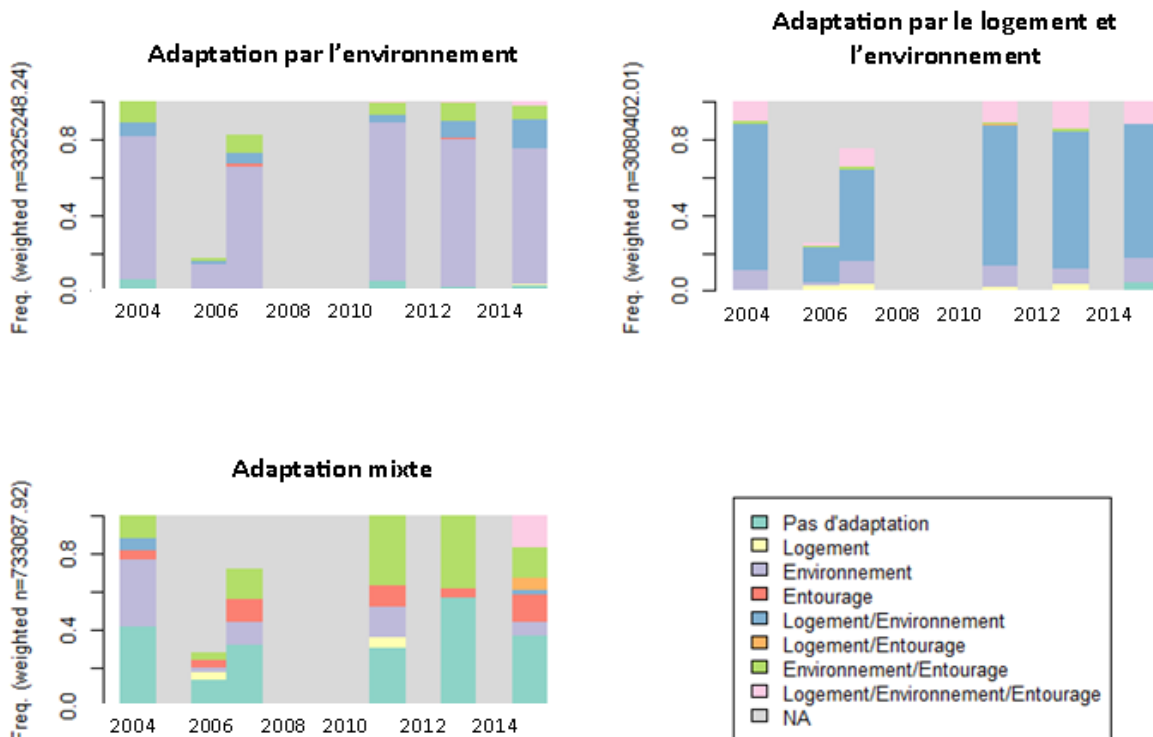 Adaptation par l'environnement
Freq. (weighted n=3325248.24)
0.8
0.4
0.0
2004 2006 2008 2010 2012 2014
Adaptation par le logement et
l'environnement
Freq. (weighted n=3080402.01)
0.8
0.4
0.0
2004 2006 2008 2010 2012 2014
Adaptation mixte
Freq. (weighted n=733087.92)
0.8
0.4
0.0
2004 2006 2008 2010 2012 2014
Pas d'adaptation
Logement
Environnement
Entourage
Logement/Environnement
Logement/Entourage
Environnement/Entourage
Logement/Environnement/Entourage
NA